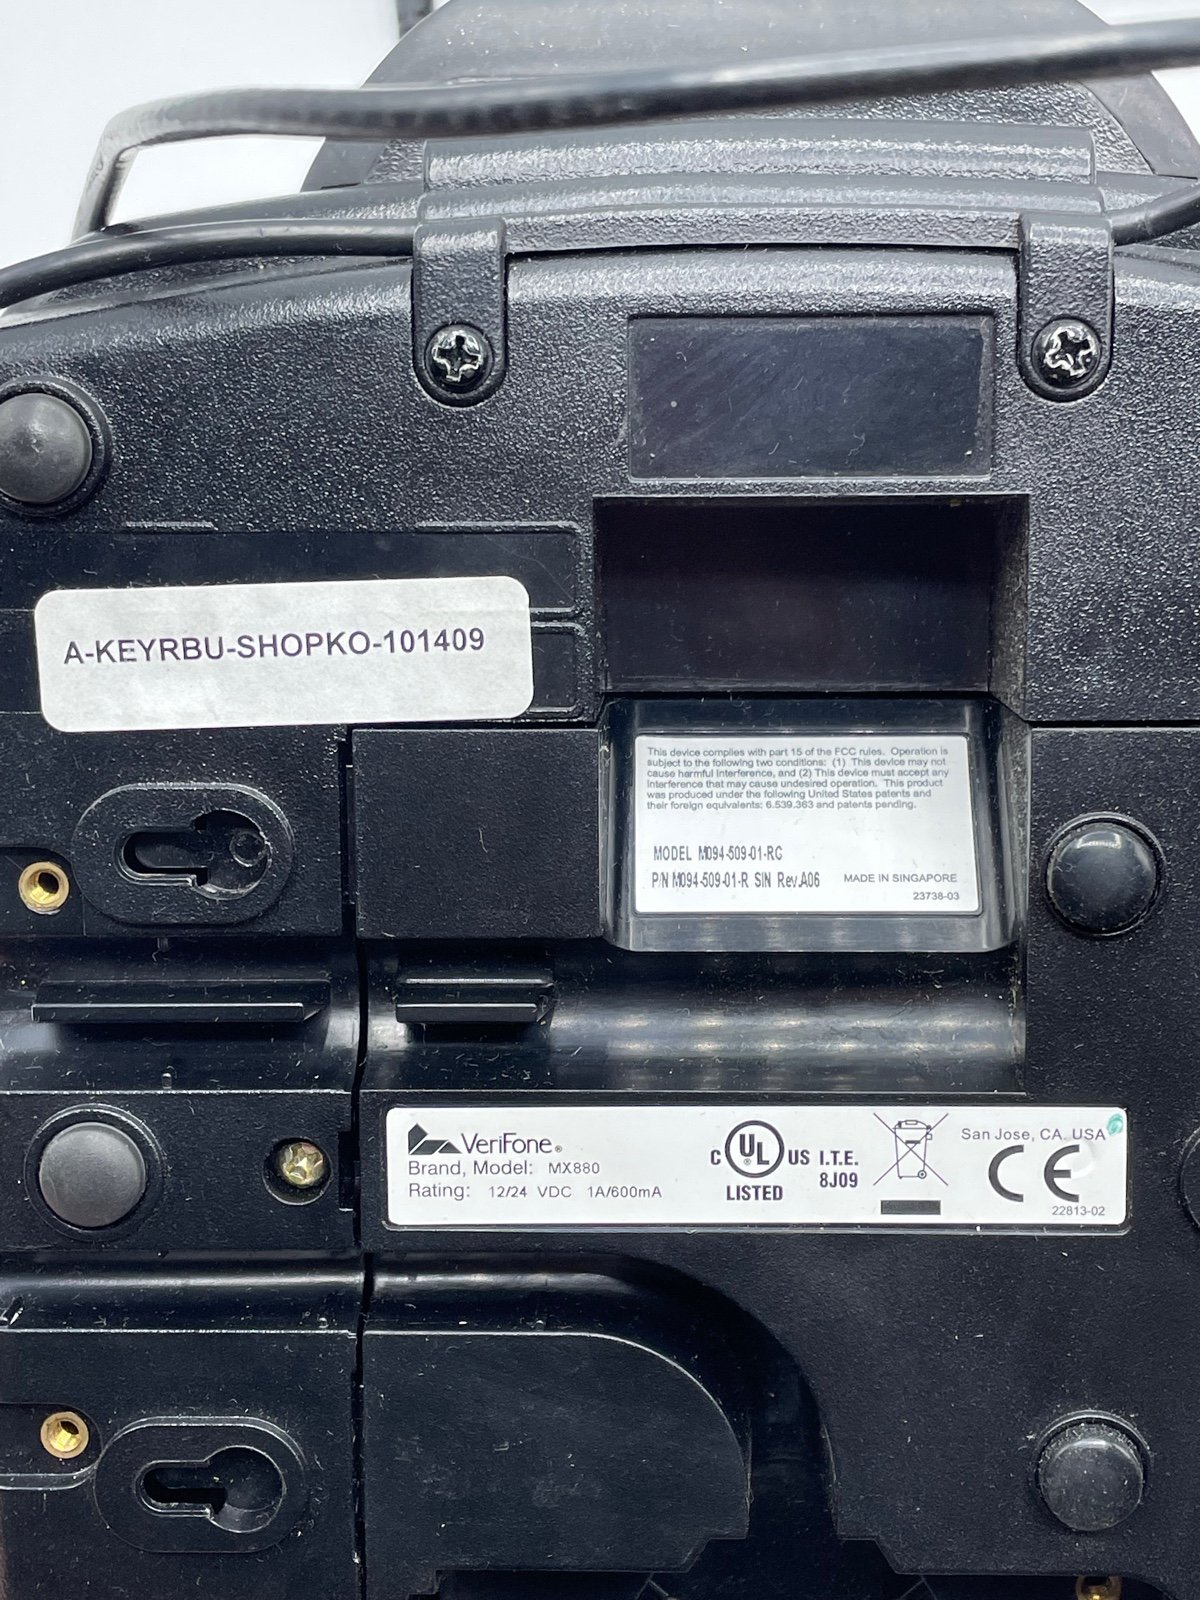 A-KEYRBU-SHOPKO-101409
This device complies with part 15 of the FCC rules. Operation is
subject to the following two conditions: (1) This device may not
cause harmful interference, and (2) This device must accept any
interference that may cause undesired operation. This product
was produced under the following United States patents and
their foreign equivalents: 6.539.363 and patents pending.
MODEL M094-509-01-RC
P/N M094-509-01-R SIN Rev.A06 MADE IN SINGAPORE
23738-03
VeriFone®
Brand, Model: MX880
Rating: 12/24 VDC 1A/600mA
C UL US
LISTED
I.T.E.
8J09
San Jose, CA. USA
CE
22813-02